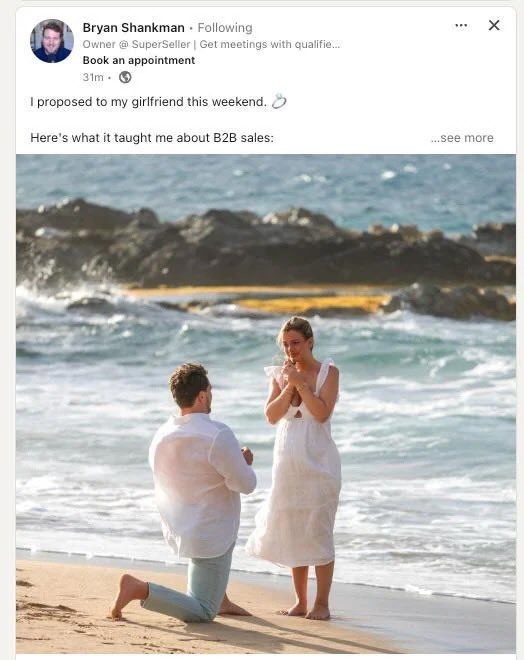 Bryan Shankman • Following
Owner @ SuperSeller | Get meetings with qualifie...
Book an appointment
31m •
I proposed to my girlfriend this weekend. 💍
Here's what it taught me about B2B sales:
...see more